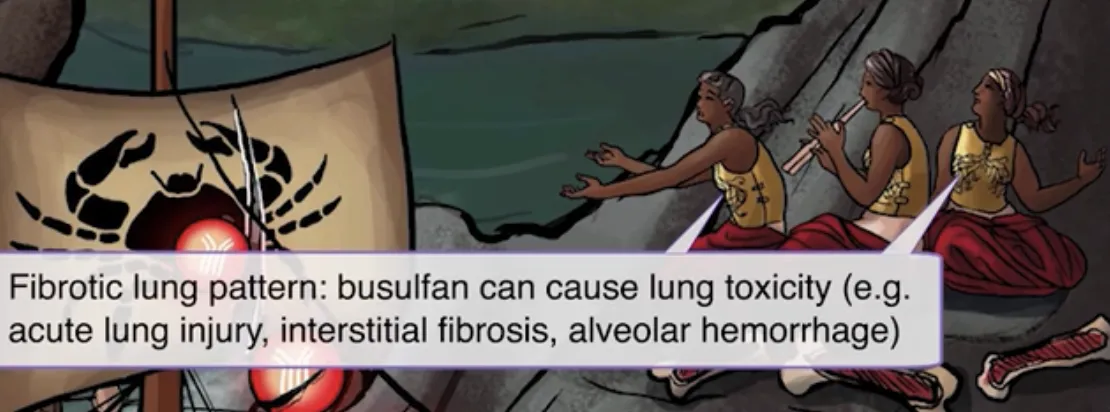 Fibrotic lung pattern: busulfan can cause lung toxicity (e.g.
acute lung injury, interstitial fibrosis, alveolar hemorrhage)